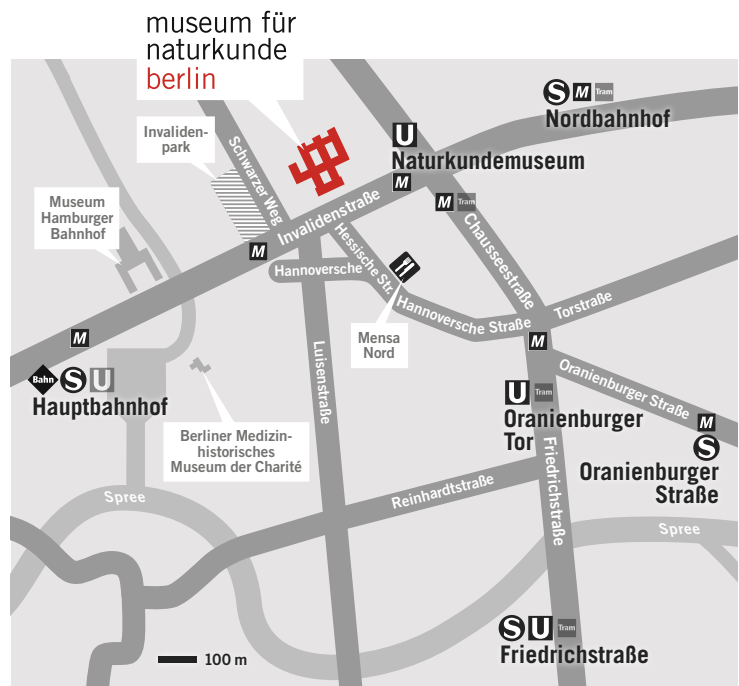 museum für
naturkunde
berlin
S M Tram
Nordbahnhof
Invaliden-
park
U
Naturkundemuseum
M
Schwarzer Weg
Museum
Hamburger
Bahnhof
M Tram
Invalidenstraße
Chausseestraße
M
Hessische Str.
Hannoversche
Hannoversche Straße
Torstraße
M
Mensa
Nord
M
Bahn S U
Hauptbahnhof
Luisenstraße
Oranienburger Straße
U Tram
Oranienburger
Tor
M
S
Oranienburger
Straße
Berliner Medizin-
historisches
Museum der Charité
Friedrichstraße
Reinhardtstraße
Spree
Spree
S U Tram
Friedrichstraße
100 m